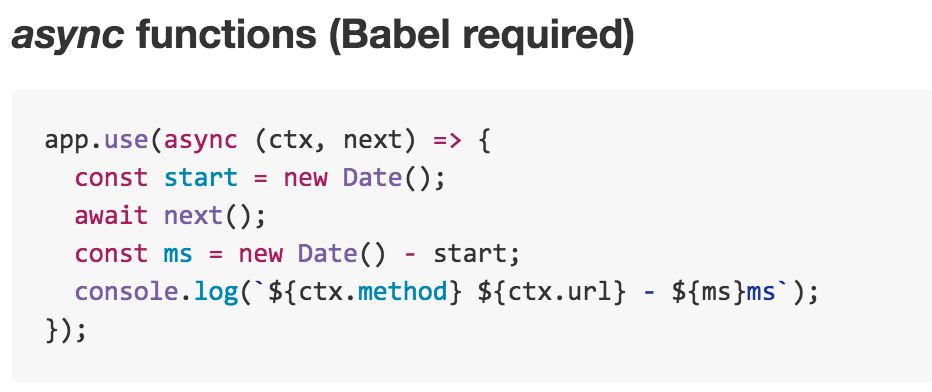 async functions (Babel required)
app.use(async (ctx, next) => {
  const start = new Date();
  await next();
  const ms = new Date() - start;
  console.log(`${ctx.method} ${ctx.url} - ${ms}ms`);
});